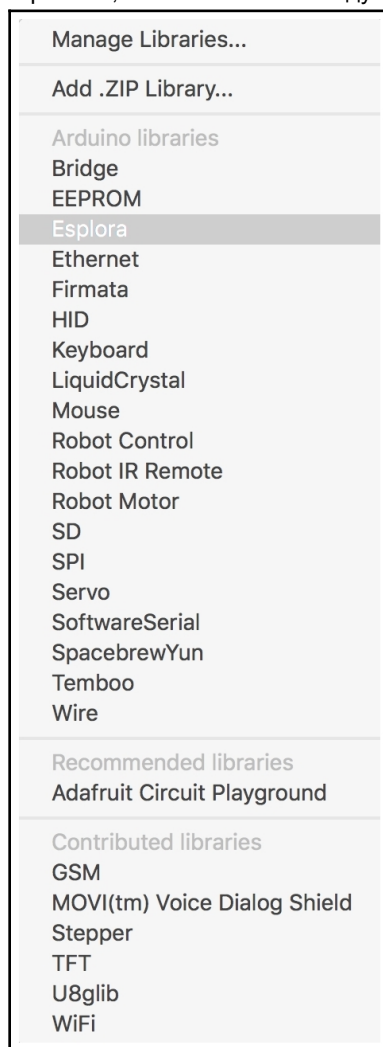 Manage Libraries...
Add .ZIP Library...
Arduino libraries
Bridge
EEPROM
Esplora
Ethernet
Firmata
HID
Keyboard
LiquidCrystal
Mouse
Robot Control
Robot IR Remote
Robot Motor
SD
SPI
Servo
SoftwareSerial
SpacebrewYun
Temboo
Wire
Recommended libraries
Adafruit Circuit Playground
Contributed libraries
GSM
MOVI(tm) Voice Dialog Shield
Stepper
TFT
U8glib
WiFi